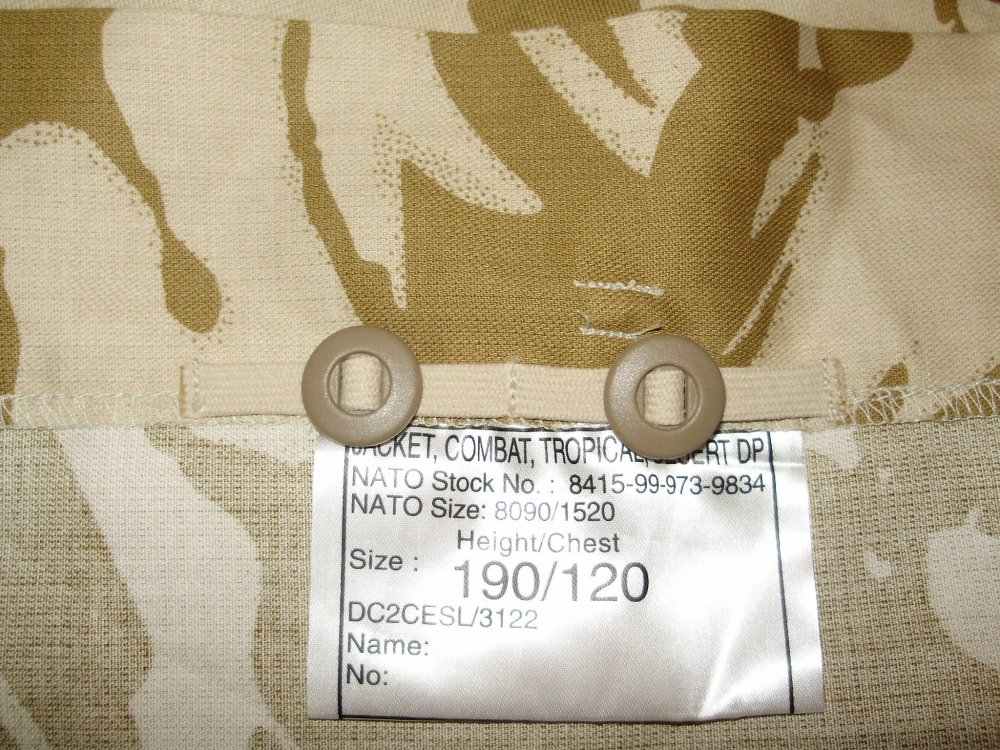 JACKET, COMBAT, TROPICAL, DESERT DP
NATO Stock No. : 8415-99-973-9834
NATO Size: 8090/1520
Height/Chest
Size : 190/120
DC2CESL/3122
Name:
No: